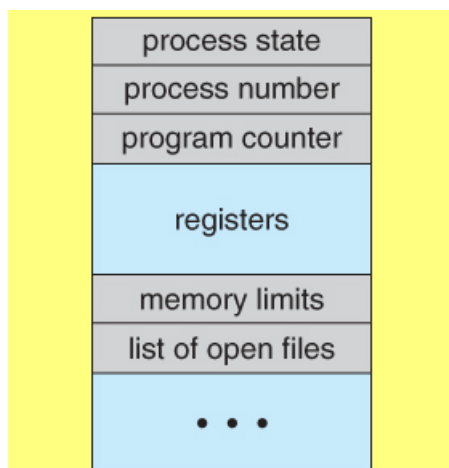 process state
process number
program counter
registers
memory limits
list of open files
• • •